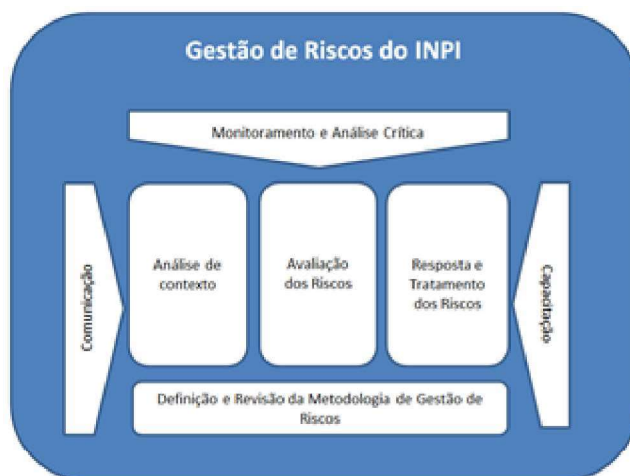 Gestão de Riscos do INPI
Monitoramento e Análise Crítica
Comunicação
Análise de
contexto
Avaliação
dos Riscos
Resposta e
Tratamento
dos Riscos
Capacitação
Definição e Revisão da Metodologia de Gestão de
Riscos